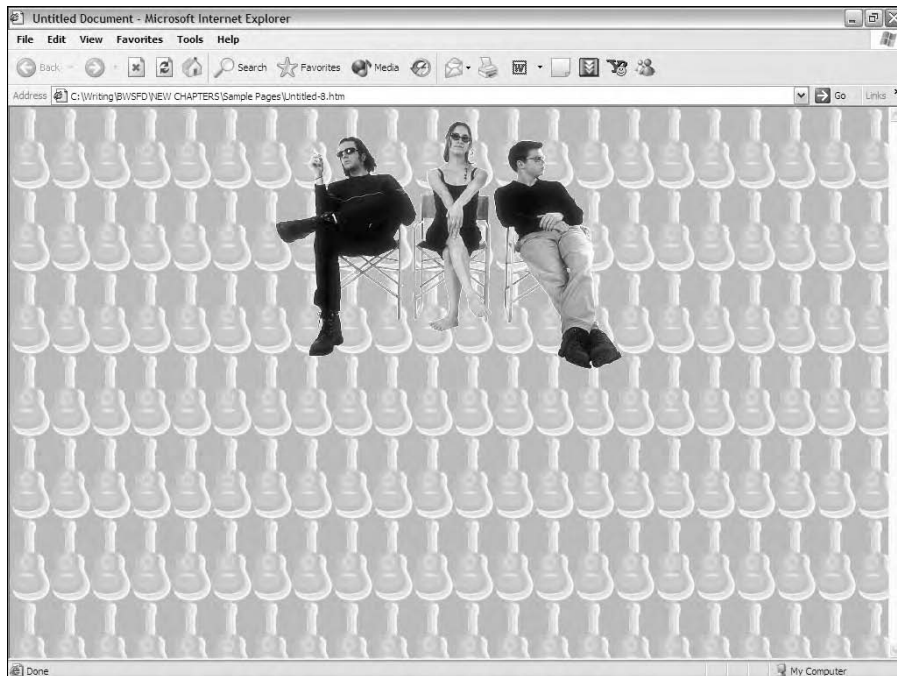 Untitled Document - Microsoft Internet Explorer
File Edit View Favorites Tools Help
Back Search Favorites Media
Address C:\Writing\BWSFD\NEW CHAPTERS\Sample Pages\Untitled-8.htm Go Links
Done My Computer